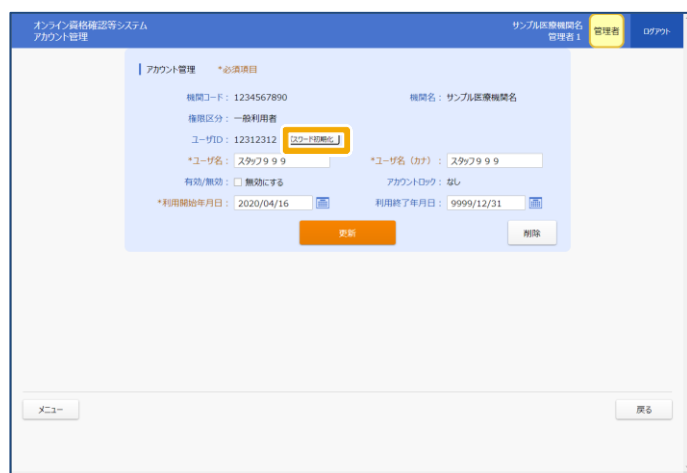 オンライン資格確認等システム
アカウント管理
サンプル医療機関名
管理者1
管理者
ログアウト
アカウント管理 *必須項目
機関コード： 1234567890 機関名： サンプル医療機関名
権限区分： 一般利用者
ユーザID： 12312312 スワード初期化
*ユーザ名： スタッフ９９９ *ユーザ名（カナ）： スタッフ９９９
有効/無効： 無効にする アカウントロック： なし
*利用開始年月日： 2020/04/16 利用終了年月日： 9999/12/31
更新 削除
メニュー 戻る